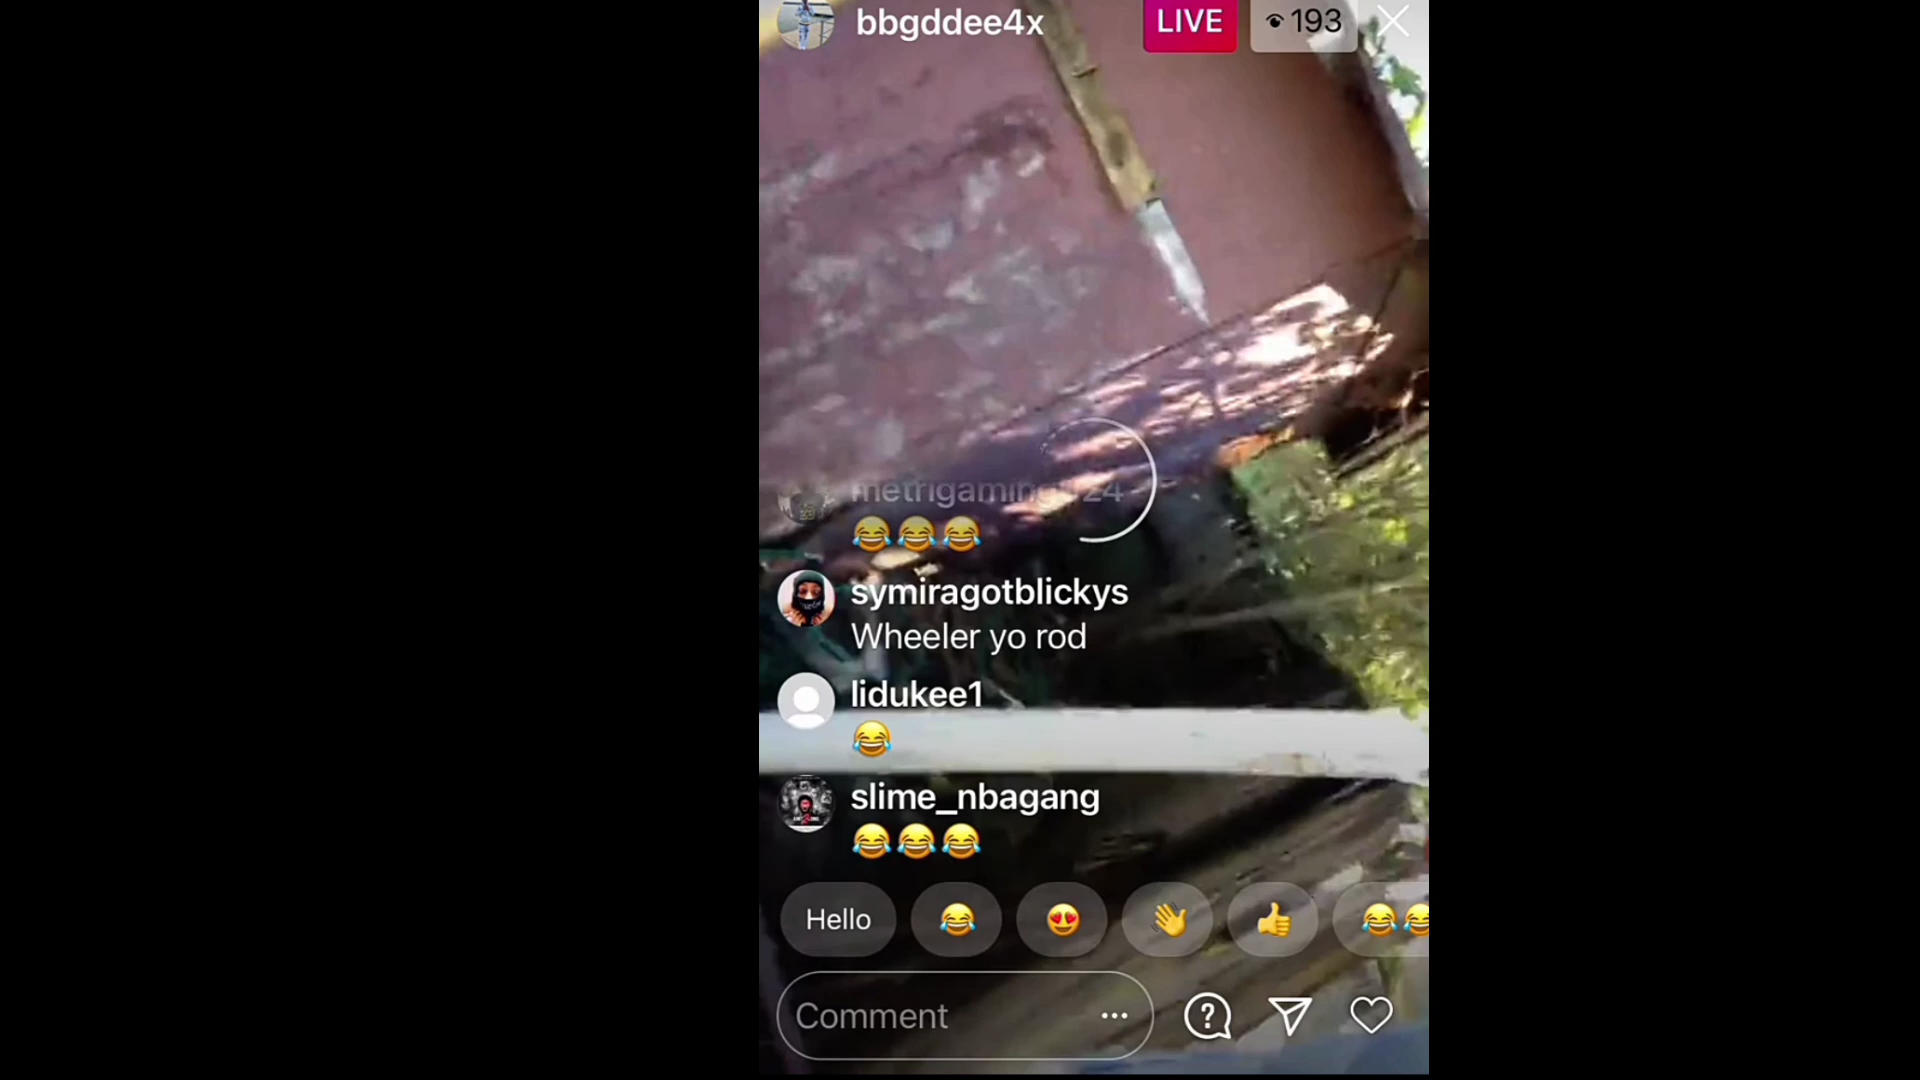 bbgddee4x LIVE 193
😂😂😂
symiragotblickys
Wheeler yo rod
lidukee1
😂
slime_nbagang
😂😂😂
Hello 😂 😍 👋 👍 😂😂
Comment